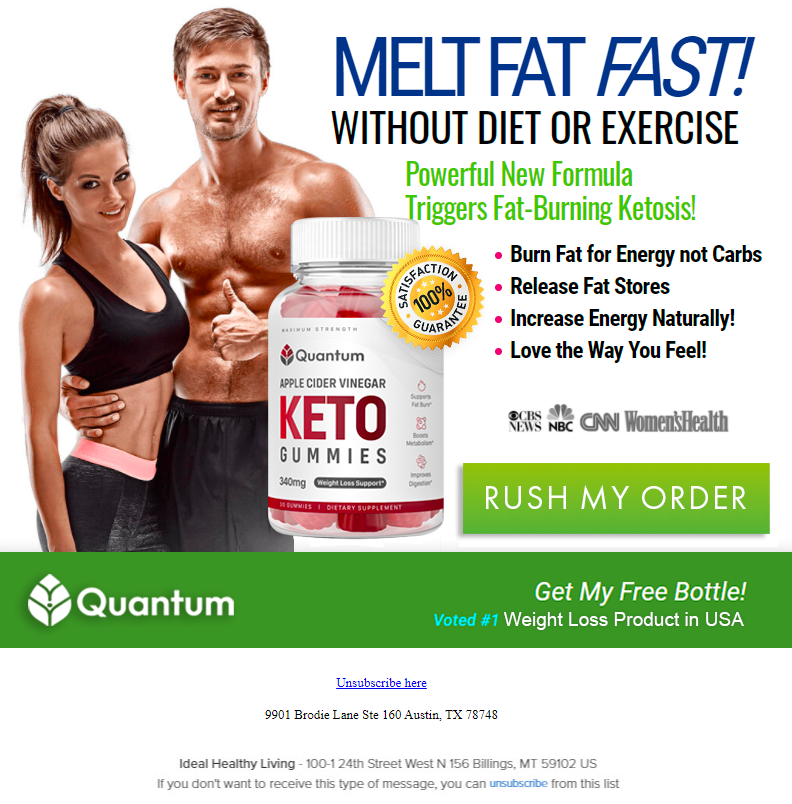 MELT FAT FAST!
WITHOUT DIET OR EXERCISE
Powerful New Formula
Triggers Fat-Burning Ketosis!
Burn Fat for Energy not Carbs
Release Fat Stores
Increase Energy Naturally!
Love the Way You Feel!
SATISFACTION
100%
GUARANTEE
MAXIMUM STRENGTH
Quantum
APPLE CIDER VINEGAR
KETO
GUMMIES
340mg Weight Loss Support*
30 GUMMIES | DIETARY SUPPLEMENT
Supports
Fat Burn*
Boosts
Metabolism*
Improves
Digestion*
CBS NEWS NBC CNN Women'sHealth
RUSH MY ORDER
Quantum
Get My Free Bottle!
Voted #1 Weight Loss Product in USA
Unsubscribe here
9901 Brodie Lane Ste 160 Austin, TX 78748
Ideal Healthy Living - 100-1 24th Street West N 156 Billings, MT 59102 US
If you don't want to receive this type of message, you can unsubscribe from this list